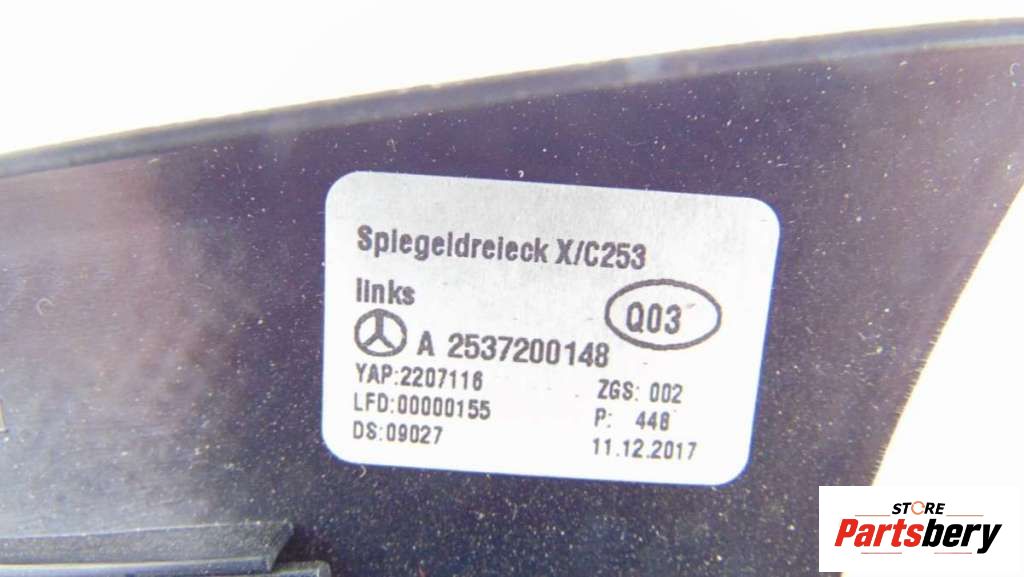 Spiegeldreieck X/C253
links
Q03
A 2537200148
YAP:2207116
ZGS: 002
LFD:00000155
P: 448
DS:09027
11.12.2017
STORE
Partsbery